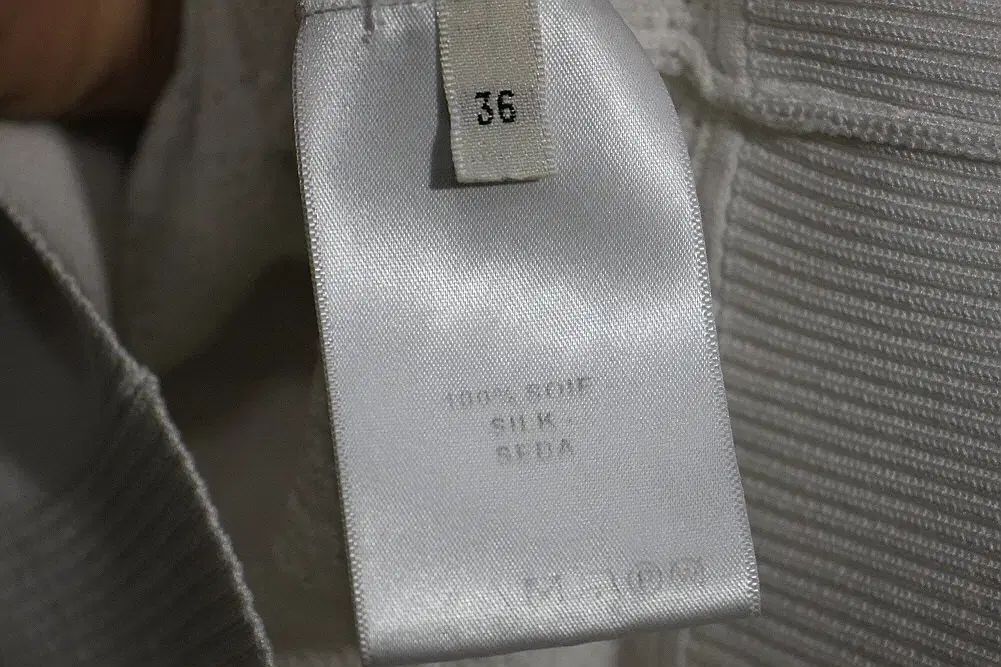 36
100% SOIE -
SILK -
SEDA